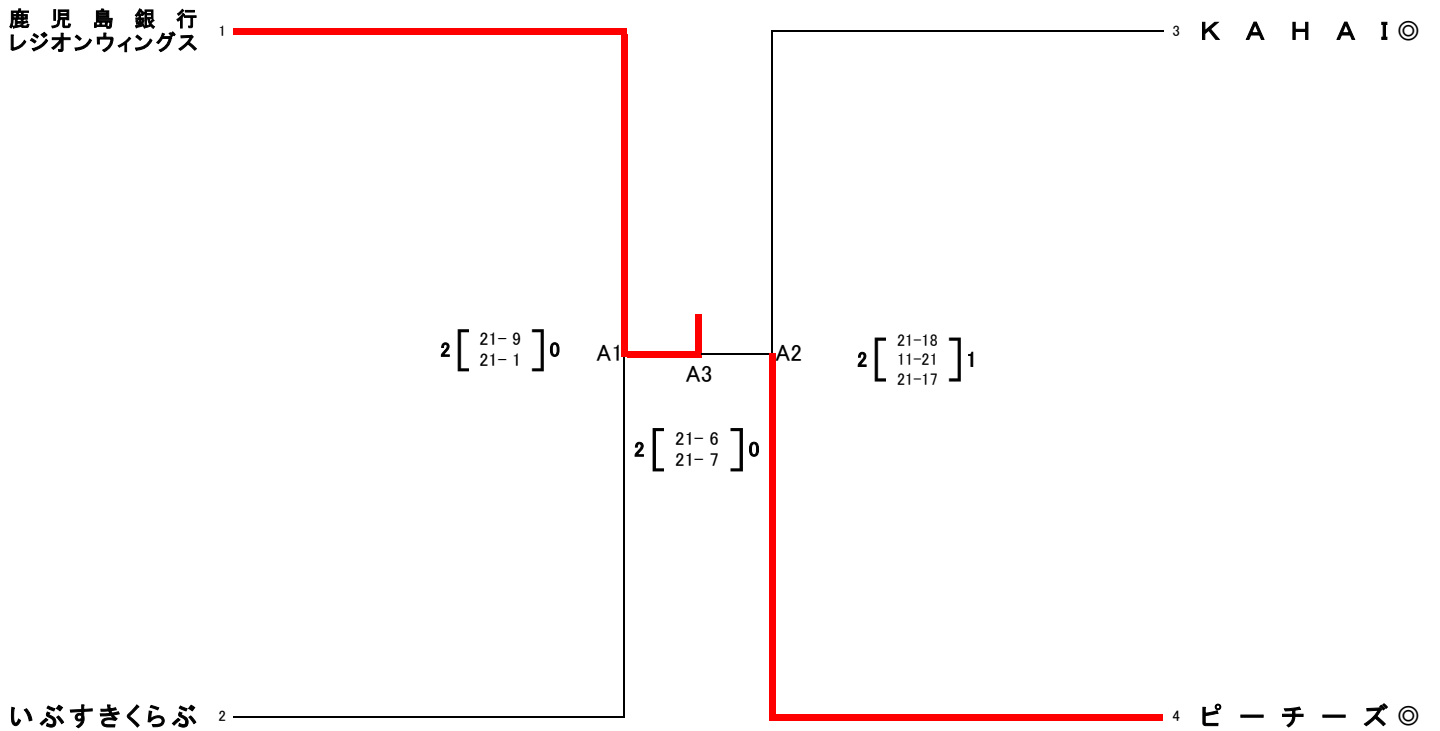 鹿児島銀行
レジオンウィングス 1
3 KAHAI◎
2 [ 21- 9 ] 0
21- 1
A1
A2
A3
2 [ 21-18 ] 1
11-21
21-17
2 [ 21- 6 ] 0
21- 7
いぶすきくらぶ 2
4 ピーチーズ◎